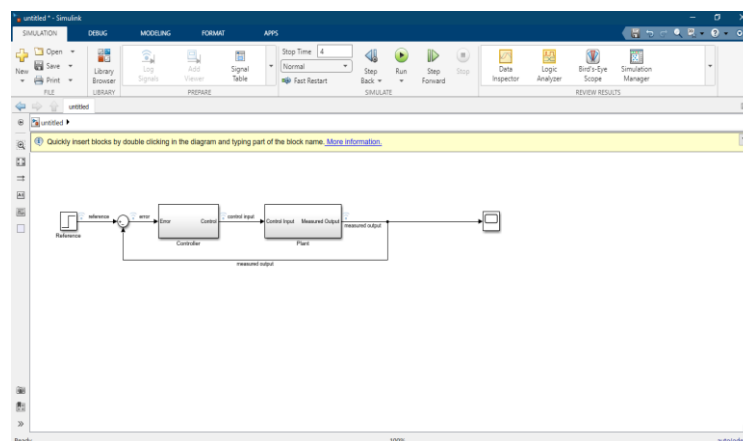 untitled * - Simulink
SIMULATION DEBUG MODELING FORMAT APPS
New
Open
Save
Print
FILE
Library Browser
LIBRARY
Log Signals
Add Viewer
Signal Table
PREPARE
Stop Time 4
Normal
Fast Restart
Step Back
Run
Step Forward
Stop
SIMULATE
Data Inspector
Logic Analyzer
Bird's-Eye Scope
Simulation Manager
REVIEW RESULTS
untitled
untitled
Quickly insert blocks by double clicking in the diagram and typing part of the block name. More information.
Reference
reference
error
Error Control
Controller
control input
Control Input Measured Output
Plant
measured output
measured output
Ready
100%